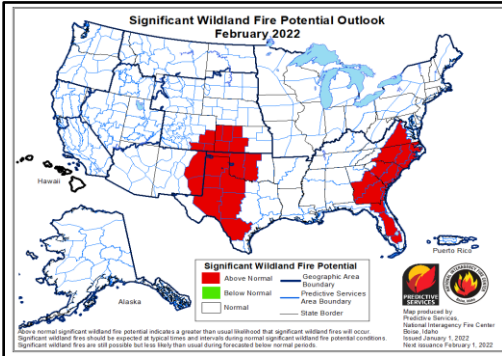 Significant Wildland Fire Potential Outlook
February 2022
Hawaii
Alaska
Puerto Rico
Significant Wildland Fire Potential
Above Normal
Below Normal
Normal
Geographic Area
Boundary
Predictive Services
Area Boundary
State Border
PREDICTIVE
SERVICES
Map produced by
Predictive Services,
National Interagency Fire Center
Boise, Idaho
Issued January 1, 2022
Next issuance February 1, 2022
Above normal significant wildland fire potential indicates a greater than usual likelihood that significant wildland fires will occur.
Significant wildland fires should be expected at typical times and intervals during normal significant wildland fire potential conditions.
Significant wildland fires are still possible but less likely than usual during forecasted below normal periods.